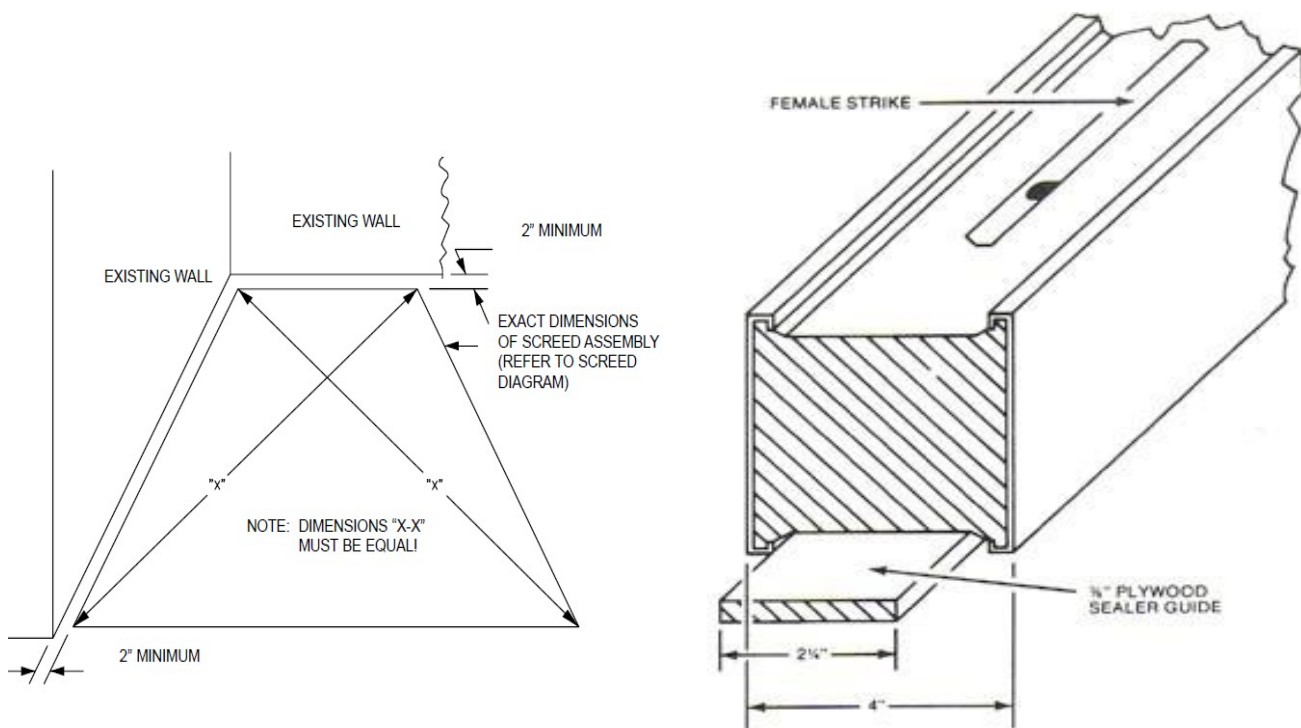 EXISTING WALL
2" MINIMUM
EXISTING WALL
EXACT DIMENSIONS
OF SCREED ASSEMBLY
(REFER TO SCREED
DIAGRAM)
"X"
"X"
NOTE: DIMENSIONS "X-X"
MUST BE EQUAL!
2" MINIMUM
FEMALE STRIKE
PLYWOOD
SEALER GUIDE
2¼"
4"